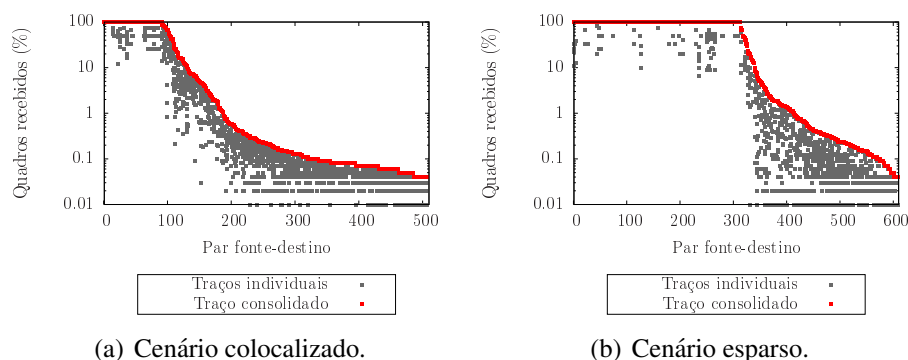 Quadros recebidos (%)
100
10
1
0.1
0.01
0 100 200 300 400 500
Par fonte-destino
Traços individuais
Traço consolidado
(a) Cenário colocalizado.
Quadros recebidos (%)
100
10
1
0.1
0.01
0 100 200 300 400 500 600
Par fonte-destino
Traços individuais
Traço consolidado
(b) Cenário esparso.